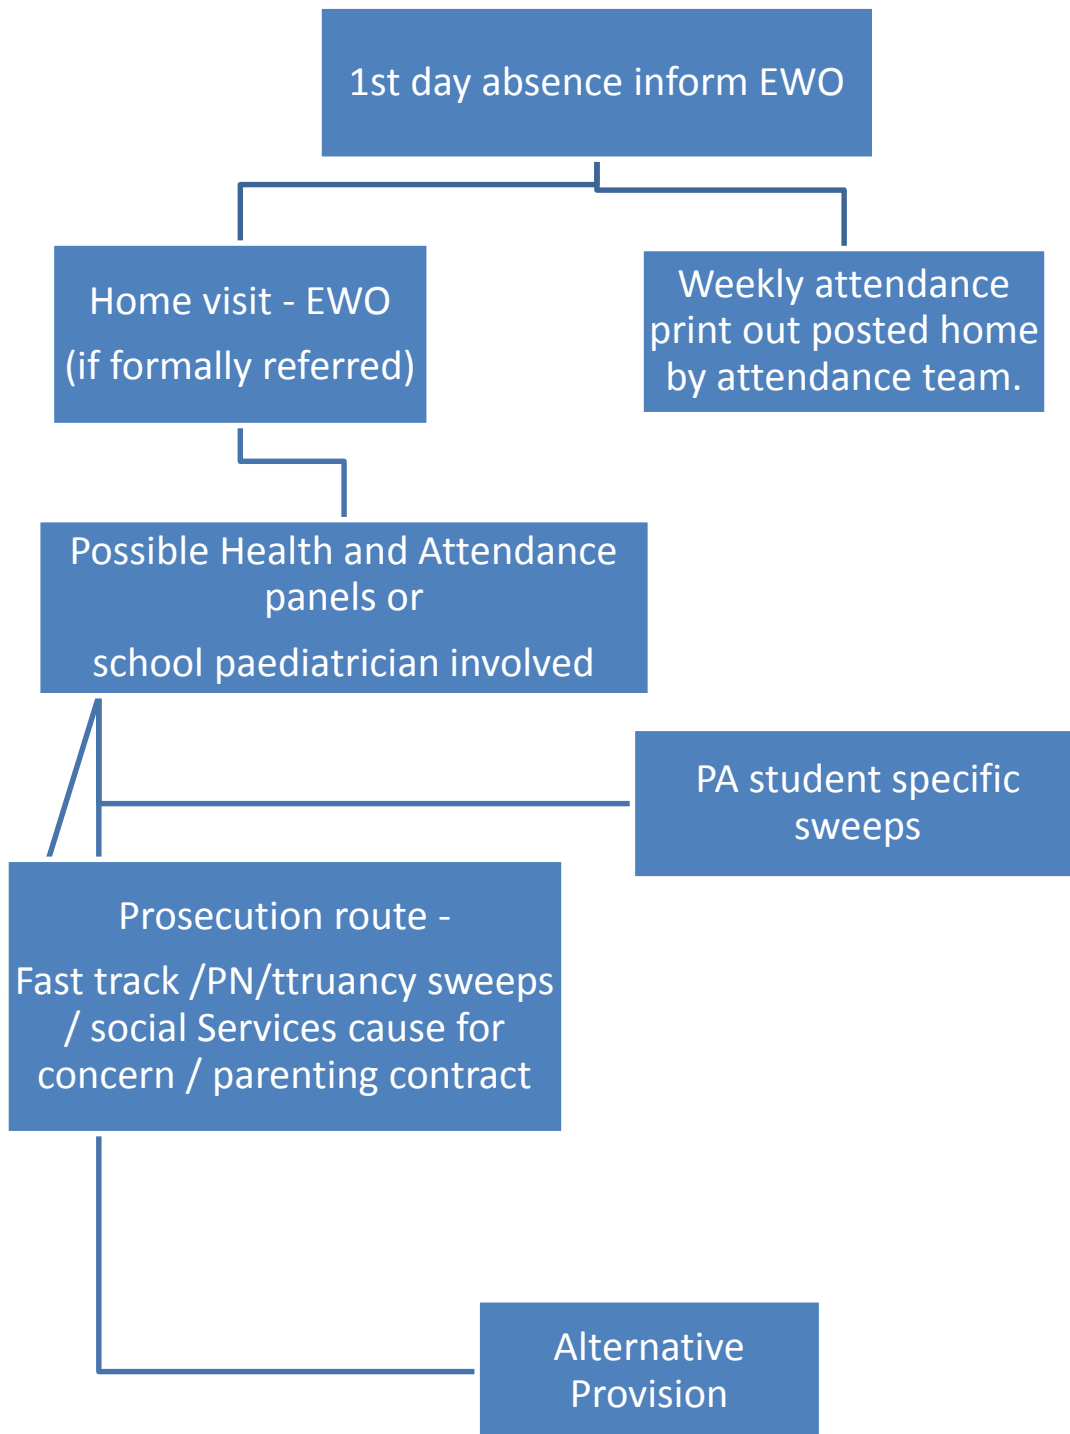 1st day absence inform EWO
Home visit - EWO
(if formally referred)
Weekly attendance
print out posted home
by attendance team.
Possible Health and Attendance
panels or
school paediatrician involved
PA student specific
sweeps
Prosecution route -
Fast track /PN/ttruancy sweeps
/ social Services cause for
concern / parenting contract
Alternative
Provision